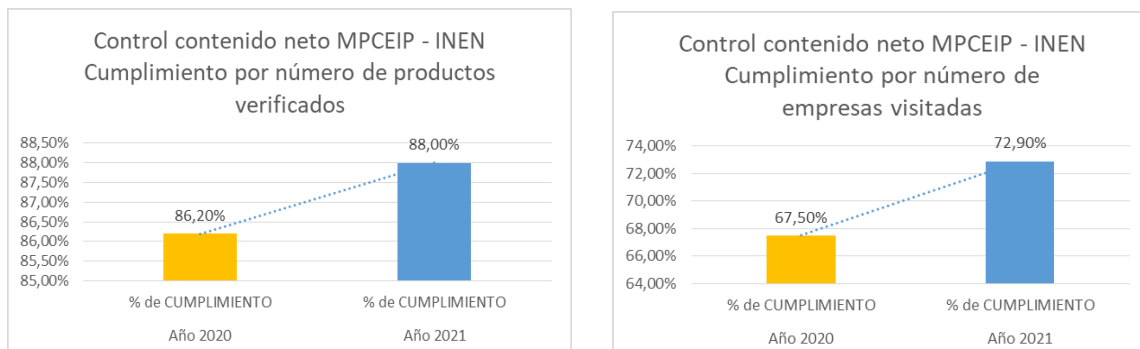 Control contenido neto MPCEIP - INEN
Cumplimiento por número de productos
verificados
88,50%
88,00%
87,50%
87,00%
86,50%
86,00%
85,50%
85,00%
86,20%
88,00%
% de CUMPLIMIENTO
% de CUMPLIMIENTO
Año 2020
Año 2021
Control contenido neto MPCEIP - INEN
Cumplimiento por número de
empresas visitadas
74,00%
72,00%
70,00%
68,00%
66,00%
64,00%
67,50%
72,90%
% de CUMPLIMIENTO
% de CUMPLIMIENTO
Año 2020
Año 2021